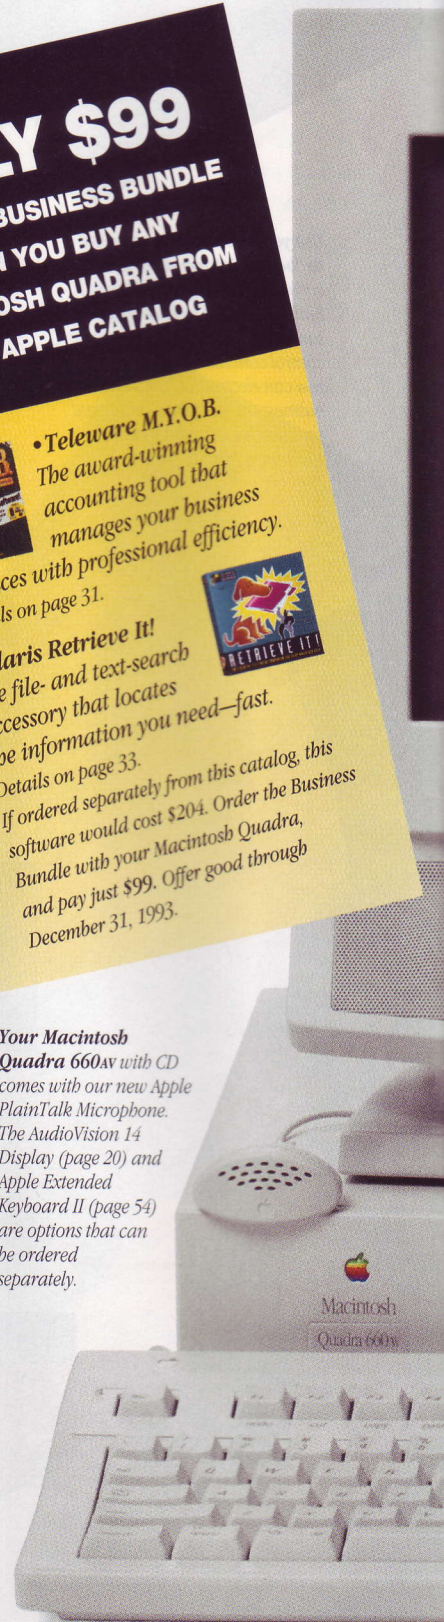 LY $99
BUSINESS BUNDLE
N YOU BUY ANY
OSH QUADRA FROM
APPLE CATALOG
• Teleware M.Y.O.B.
The award-winning
accounting tool that
manages your business
ces with professional efficiency.
ls on page 31.
laris Retrieve It!
e file- and text-search
ccessory that locates
he information you need—fast.
Details on page 33.
RETRIEVE IT!
If ordered separately from this catalog, this
software would cost $204. Order the Business
Bundle with your Macintosh Quadra,
and pay just $99. Offer good through
December 31, 1993.
Your Macintosh
Quadra 660AV with CD
comes with our new Apple
PlainTalk Microphone.
The AudioVision 14
Display (page 20) and
Apple Extended
Keyboard II (page 54)
are options that can
be ordered
separately.
Macintosh
Quadra 660AV